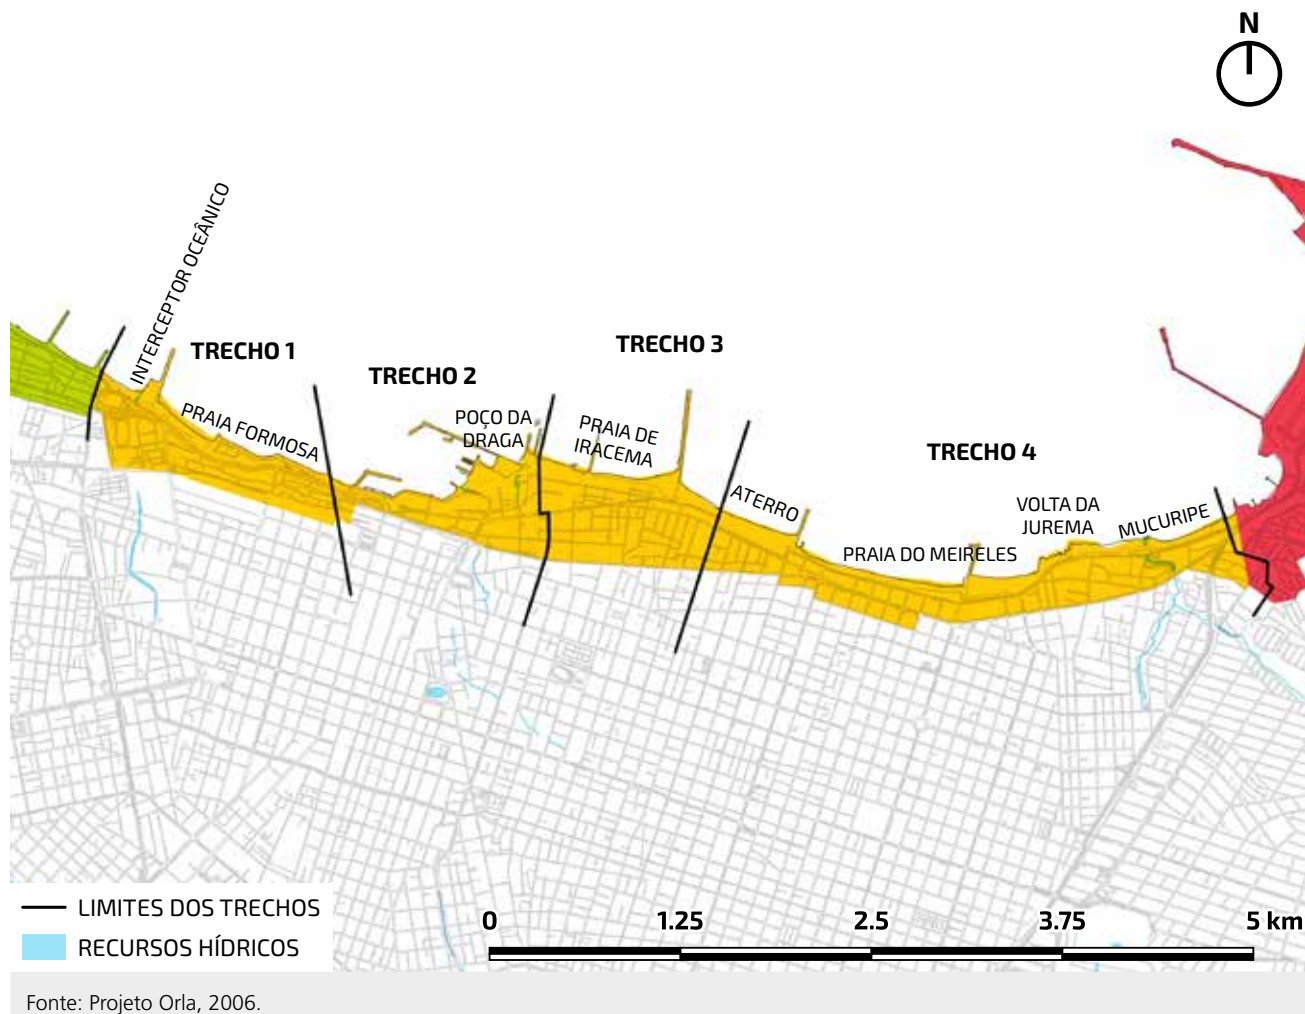 N
INTERCEPTOR OCEÂNICO
TRECHO 1
TRECHO 2
TRECHO 3
TRECHO 4
PRAIA FORMOSA
POÇO DA
DRAGA
PRAIA DE
IRACEMA
ATERRO
PRAIA DO MEIRELES
VOLTA DA
JUREMA
MUCURIPE
LIMITES DOS TRECHOS
RECURSOS HÍDRICOS
0 1.25 2.5 3.75 5 km
Fonte: Projeto Orla, 2006.